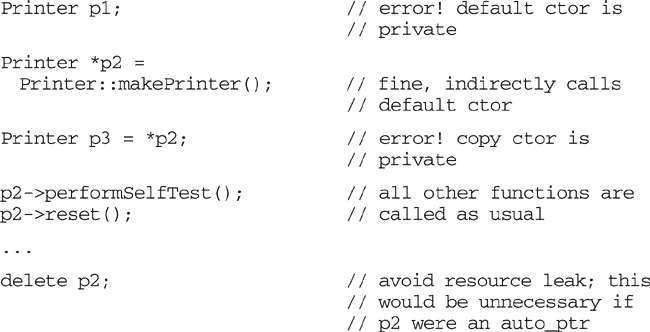 Printer p1; // error! default ctor is
// private
Printer *p2 =
Printer::makePrinter(); // fine, indirectly calls
// default ctor
Printer p3 = *p2; // error! copy ctor is
// private
p2->performSelfTest(); // all other functions are
p2->reset(); // called as usual
...
delete p2; // avoid resource leak; this
// would be unnecessary if
// p2 were an auto_ptr